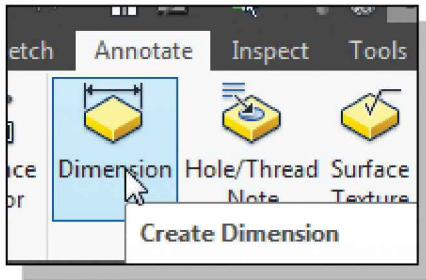 etch Annotate Inspect Tools
ace Dimension Hole/Thread Surface
or Note Texture
Create Dimension